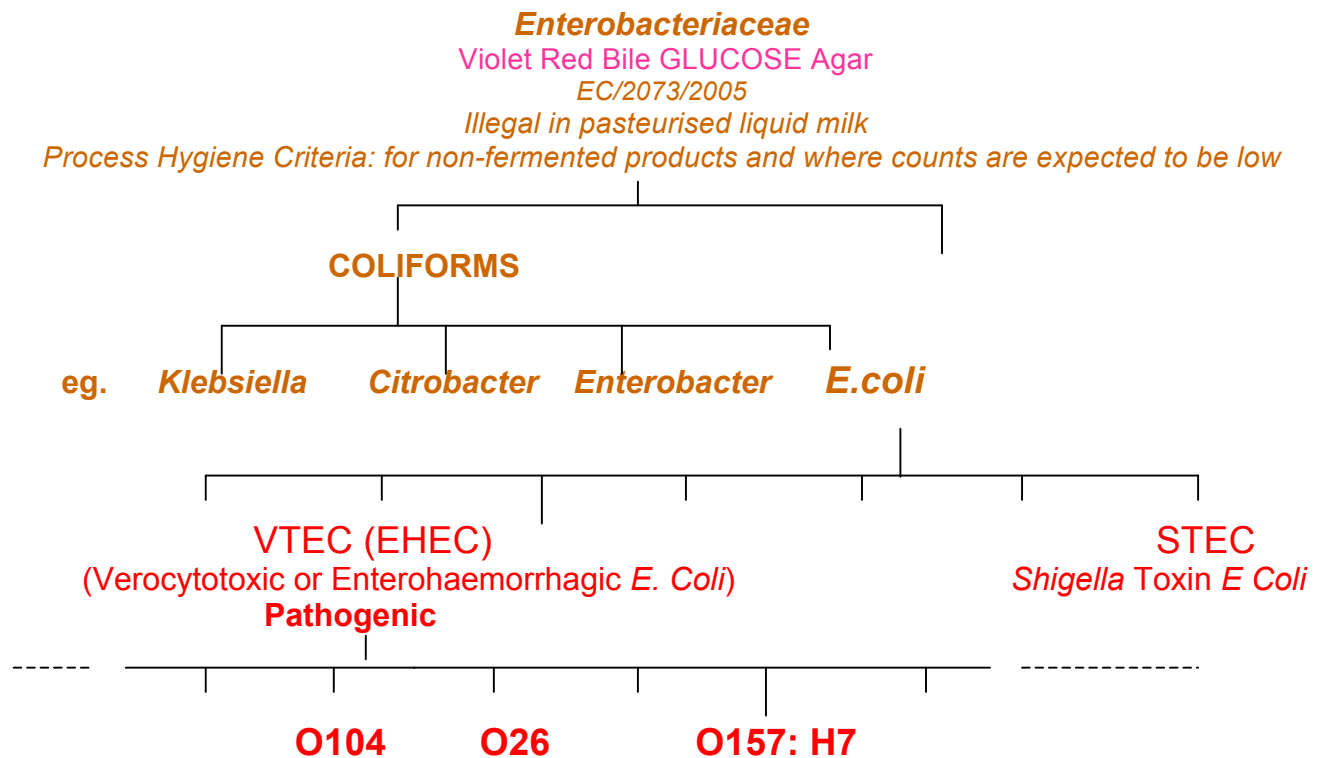 Enterobacteriaceae
Violet Red Bile GLUCOSE Agar
EC/2073/2005
Illegal in pasteurised liquid milk
Process Hygiene Criteria: for non-fermented products and where counts are expected to be low
COLIFORMS
eg. Klebsiella Citrobacter Enterobacter E.coli
VTEC (EHEC)
(Verocytotoxic or Enterohaemorrhagic E. Coli)
Pathogenic
STEC
Shigella Toxin E Coli
O104 O26 O157: H7